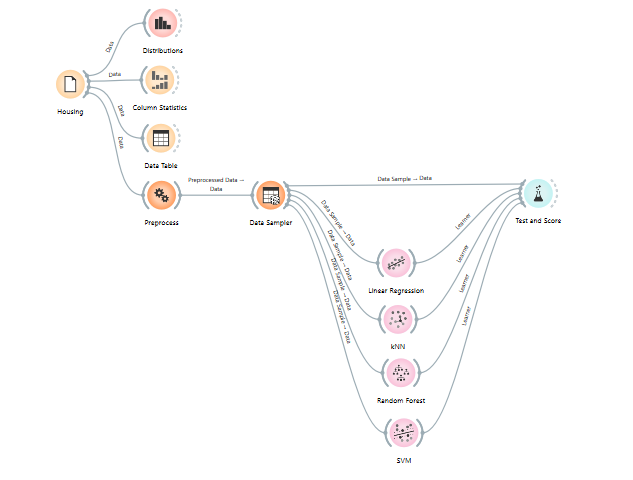 Distributions
Data
Data
Column Statistics
Housing
Data
Data Table
Data
Preprocessed Data →
Data
Preprocess
Data Sampler
Data Sample → Data
Test and Score
Data Sample → Data
Learner
Linear Regression
Data Sample → Data
Learner
kNN
Data Sample → Data
Learner
Random Forest
Data Sample → Data
Learner
SVM